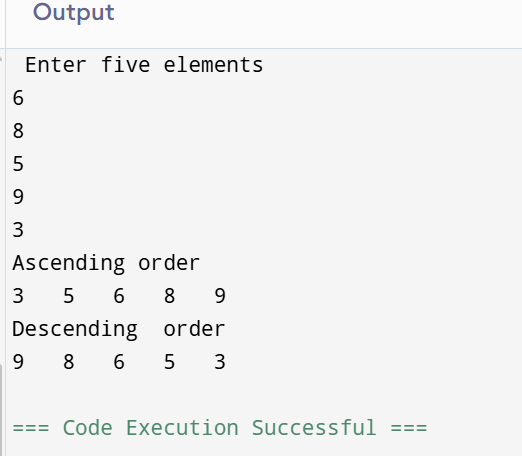 Output
Enter five elements
6
8
5
9
3
Ascending order
3   5   6   8   9
Descending  order
9   8   6   5   3
=== Code Execution Successful ===